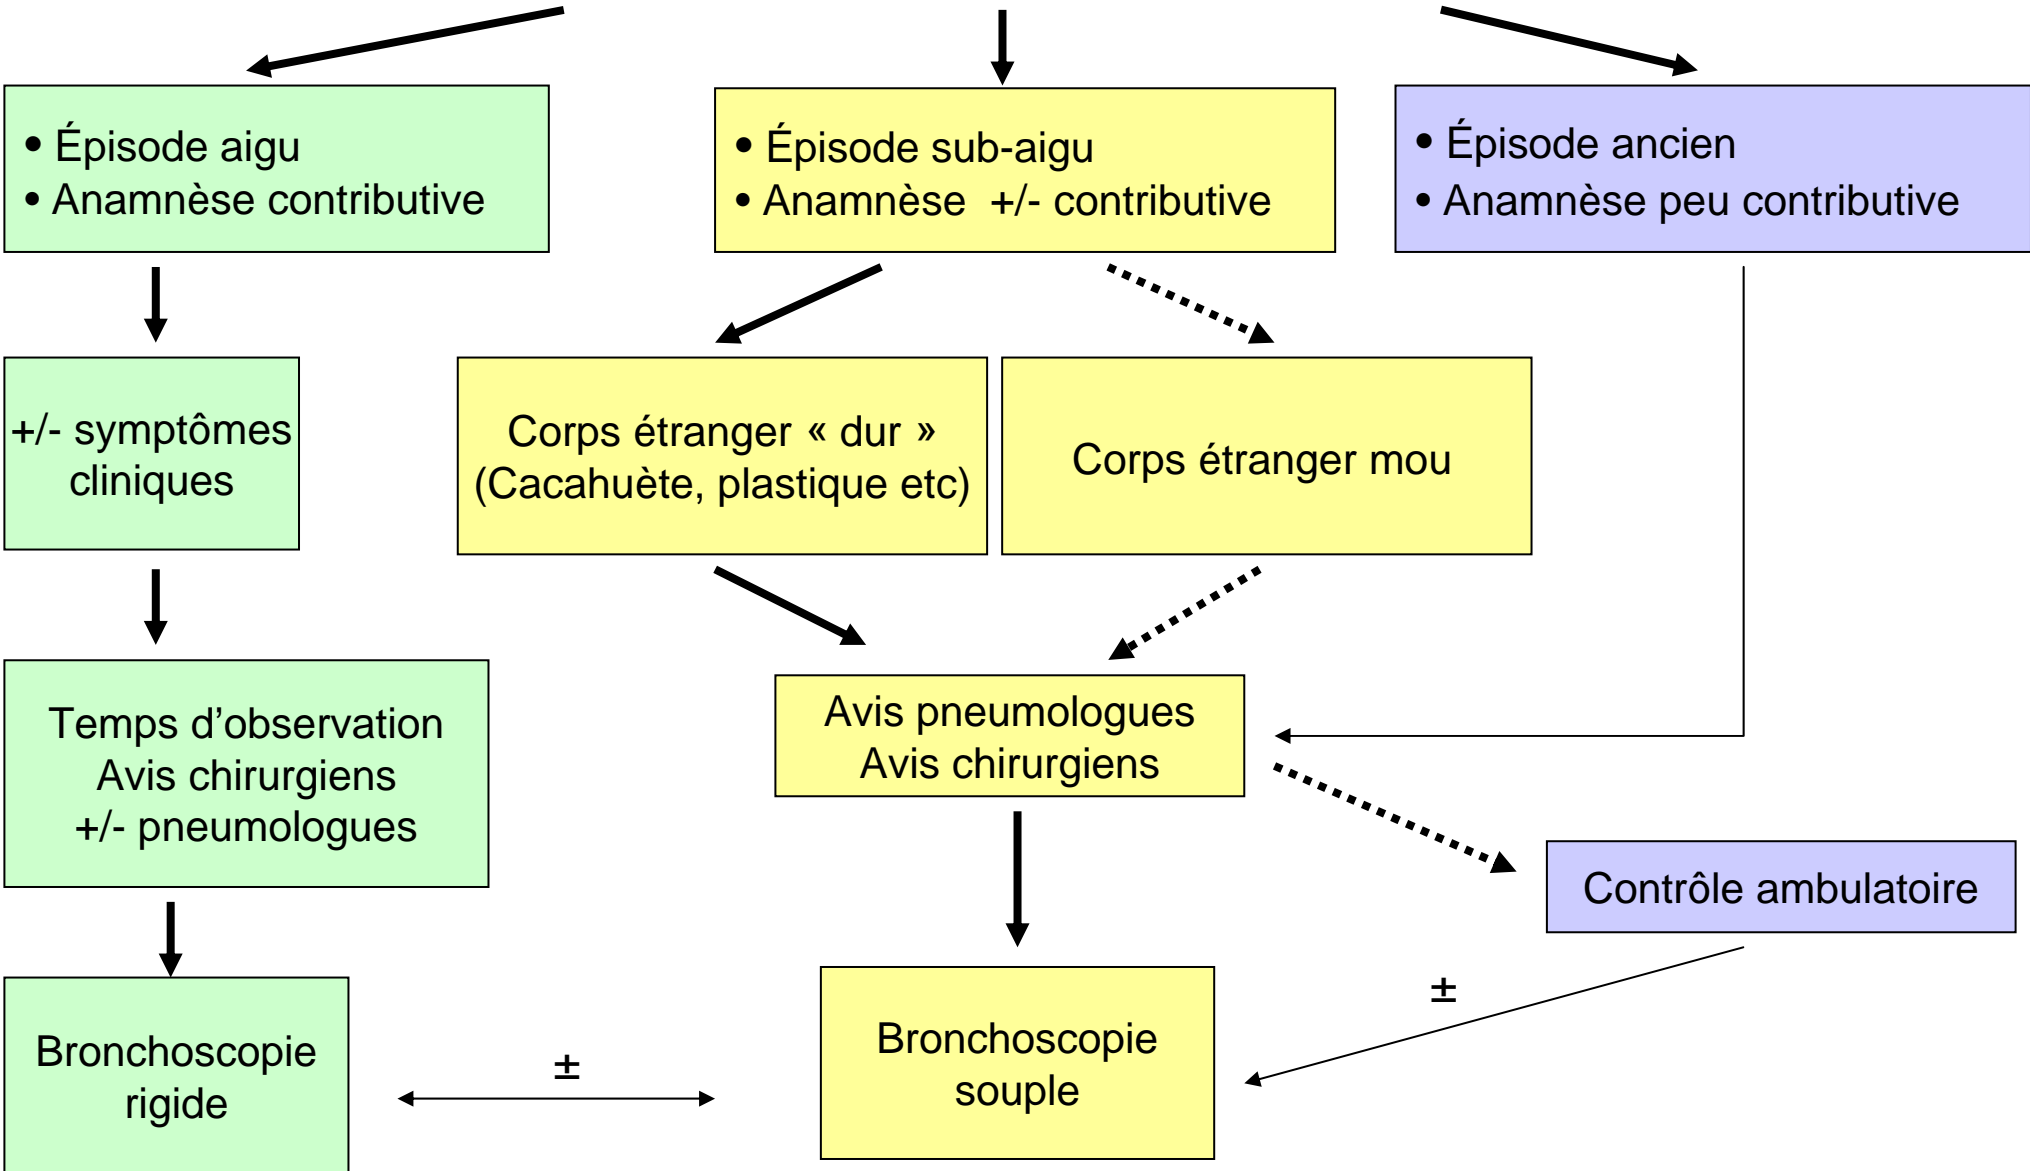 • Épisode aigu
• Anamnèse contributive
• Épisode sub-aigu
• Anamnèse +/- contributive
• Épisode ancien
• Anamnèse peu contributive
+/- symptômes
cliniques
Corps étranger « dur »
(Cacahuète, plastique etc)
Corps étranger mou
Temps d'observation
Avis chirurgiens
+/- pneumologues
Avis pneumologues
Avis chirurgiens
Contrôle ambulatoire
Bronchoscopie
rigide
±
Bronchoscopie
souple
±